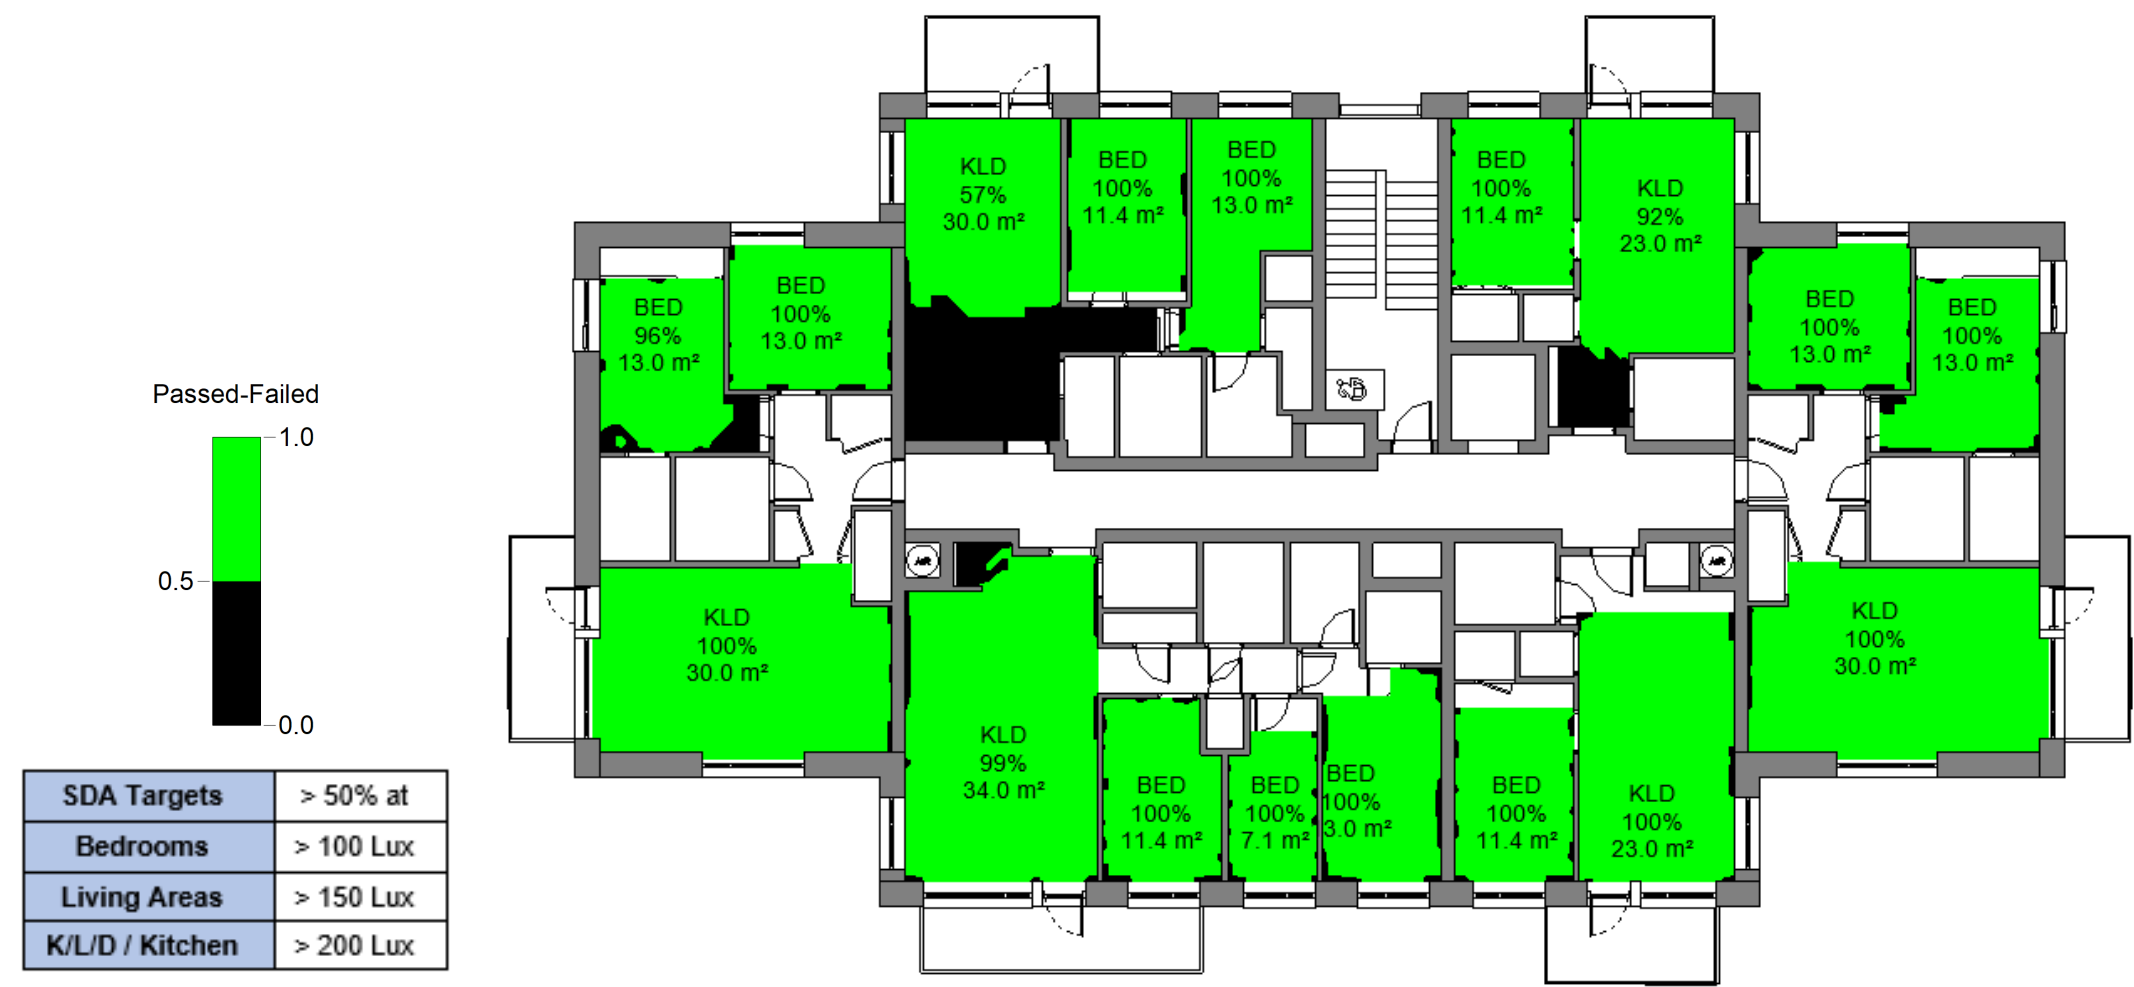 Passed-Failed
1.0
0.5
0.0
SDA Targets > 50% at
Bedrooms > 100 Lux
Living Areas > 150 Lux
K/L/D / Kitchen > 200 Lux
KLD
57%
30.0 m²
BED
100%
11.4 m²
BED
100%
13.0 m²
BED
100%
11.4 m²
KLD
92%
23.0 m²
BED
96%
13.0 m²
BED
100%
13.0 m²
BED
100%
13.0 m²
BED
100%
13.0 m²
KLD
100%
30.0 m²
KLD
99%
34.0 m²
BED
100%
11.4 m²
BED
100%
7.1 m²
BED
100%
3.0 m²
BED
100%
11.4 m²
KLD
100%
23.0 m²
KLD
100%
30.0 m²